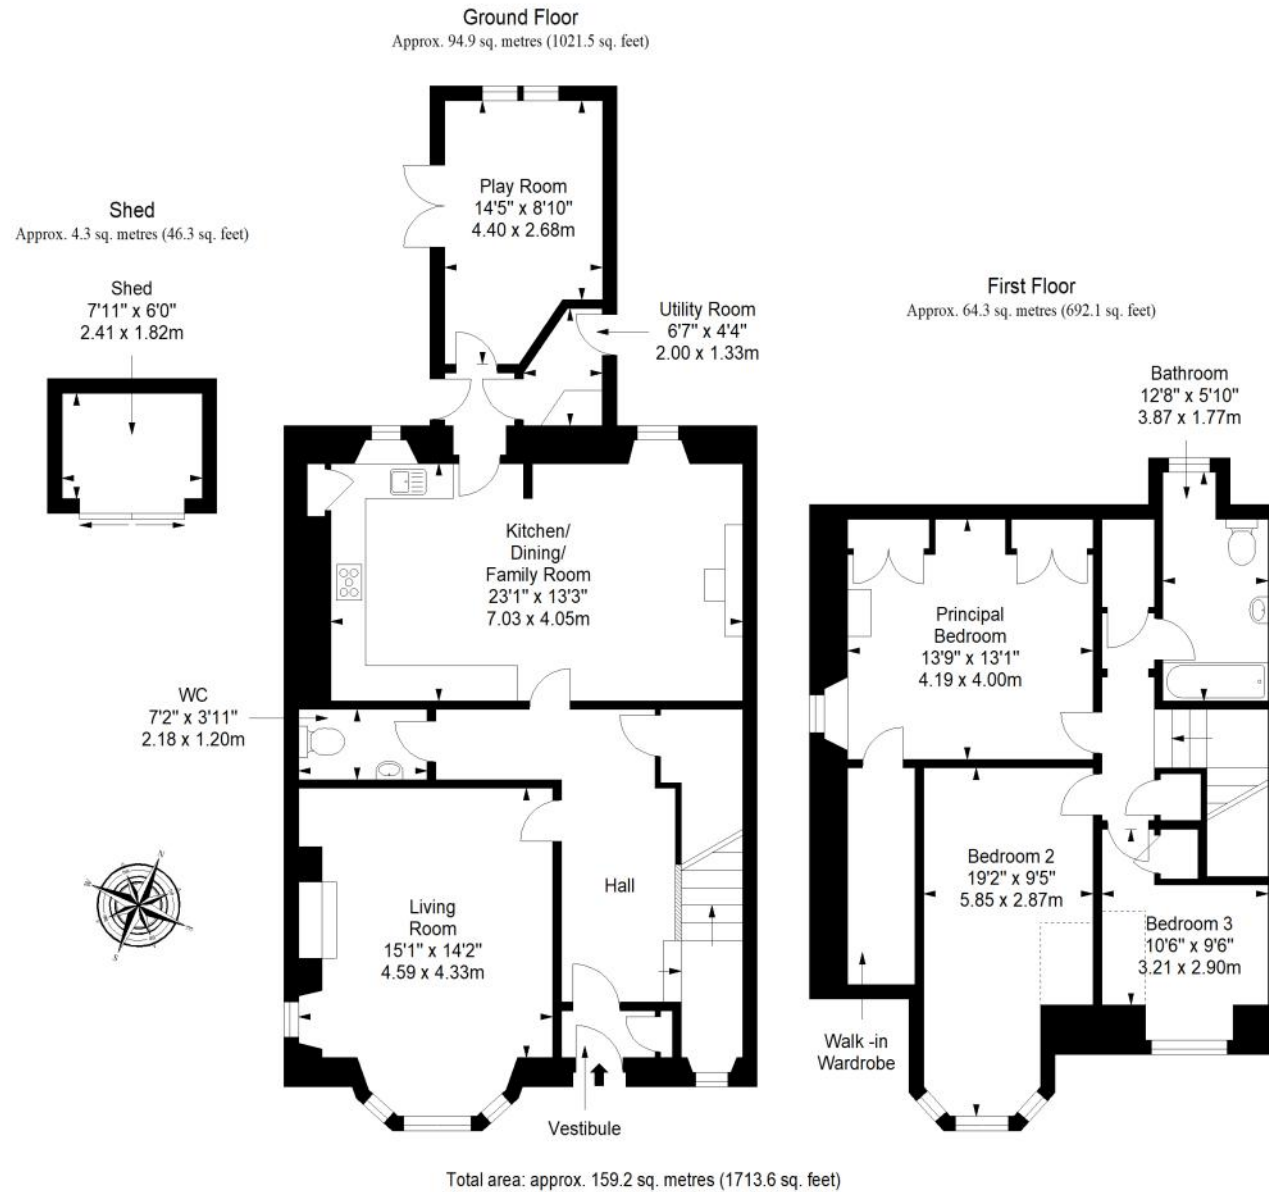 Ground Floor
Approx. 94.9 sq. metres (1021.5 sq. feet)
Play Room
14'5" x 8'10"
4.40 x 2.68m
Shed
Approx. 4.3 sq. metres (46.3 sq. feet)
Shed
7'11" x 6'0"
2.41 x 1.82m
Utility Room
6'7" x 4'4"
2.00 x 1.33m
First Floor
Approx. 64.3 sq. metres (692.1 sq. feet)
Bathroom
12'8" x 5'10"
3.87 x 1.77m
Kitchen/
Dining/
Family Room
23'1" x 13'3"
7.03 x 4.05m
Principal
Bedroom
13'9" x 13'1"
4.19 x 4.00m
WC
7'2" x 3'11"
2.18 x 1.20m
Hall
Living
Room
15'1" x 14'2"
4.59 x 4.33m
Bedroom 2
19'2" x 9'5"
5.85 x 2.87m
Bedroom 3
10'6" x 9'6"
3.21 x 2.90m
N
S
Walk -in
Wardrobe
Vestibule
Total area: approx. 159.2 sq. metres (1713.6 sq. feet)